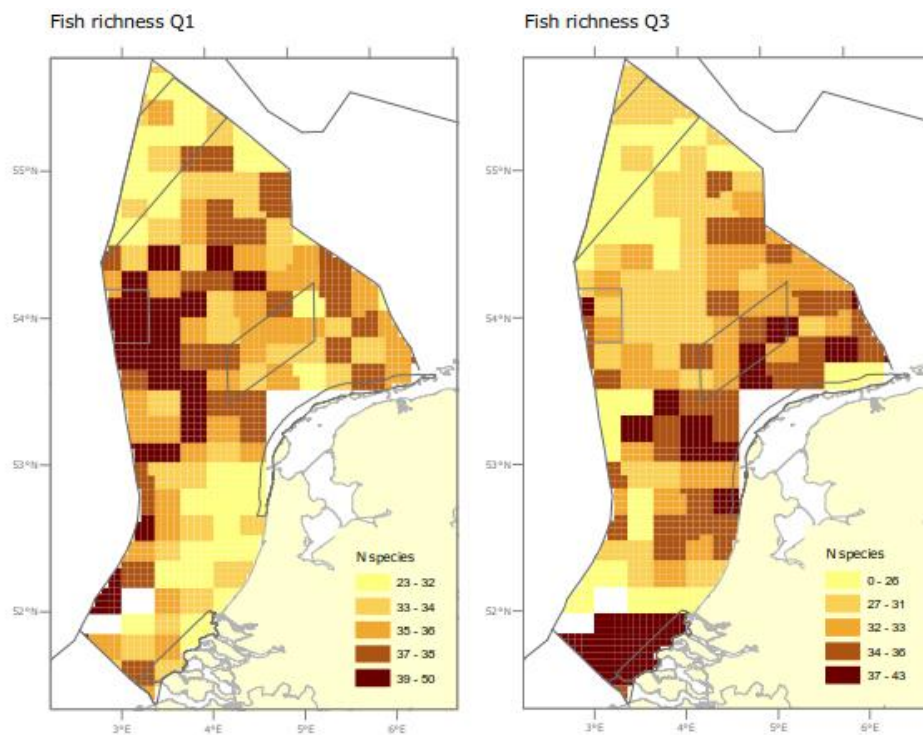 Fish richness Q1
Fish richness Q3
55°N
54°N
53°N
52°N
3°E
4°E
5°E
6°E
N species
23 - 32
33 - 34
35 - 36
37 - 38
39 - 50
55°N
54°N
53°N
52°N
3°E
4°E
5°E
6°E
N species
0 - 26
27 - 31
32 - 33
34 - 36
37 - 43